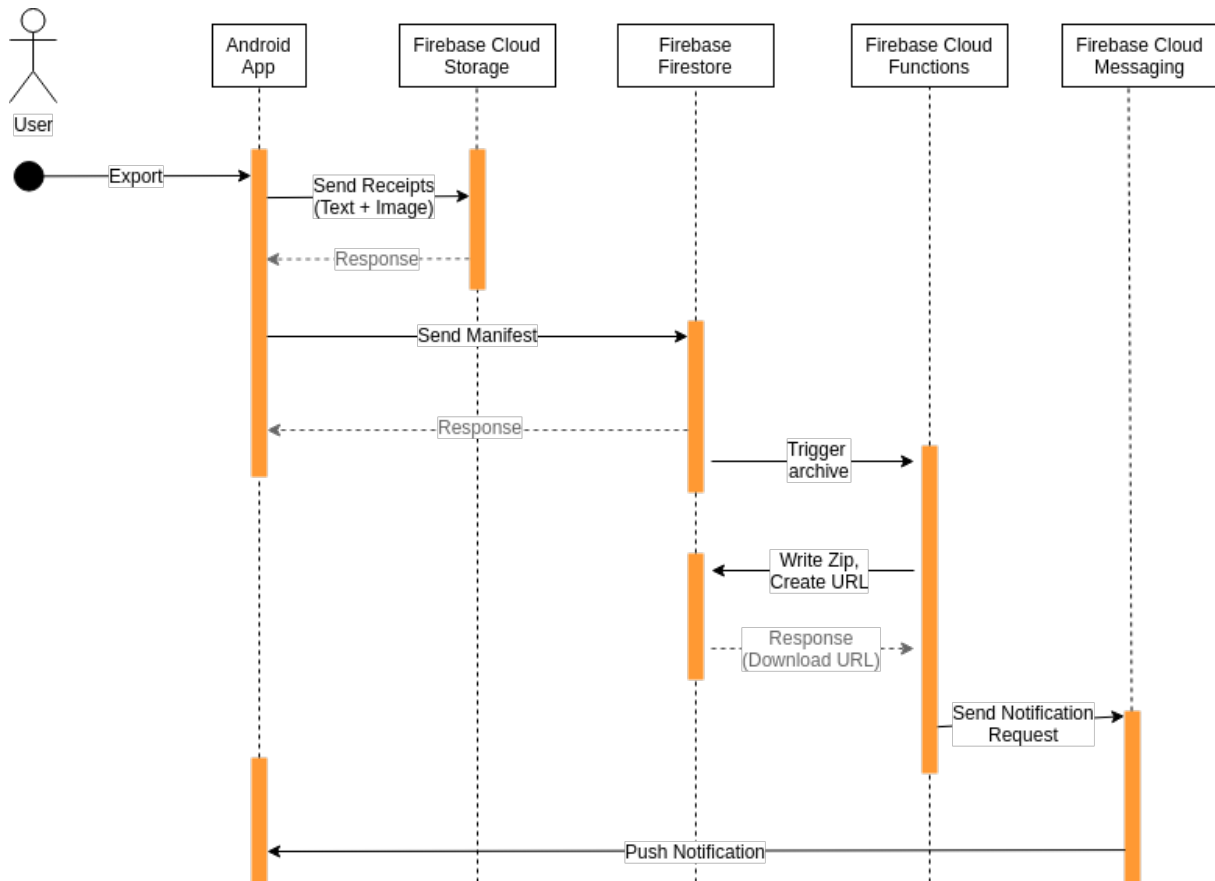 Android
App
Firebase Cloud
Storage
Firebase
Firestore
Firebase Cloud
Functions
Firebase Cloud
Messaging
User
Export
Send Receipts
(Text + Image)
Response
Send Manifest
Response
Trigger
archive
Write Zip,
Create URL
Response
(Download URL)
Send Notification
Request
Push Notification